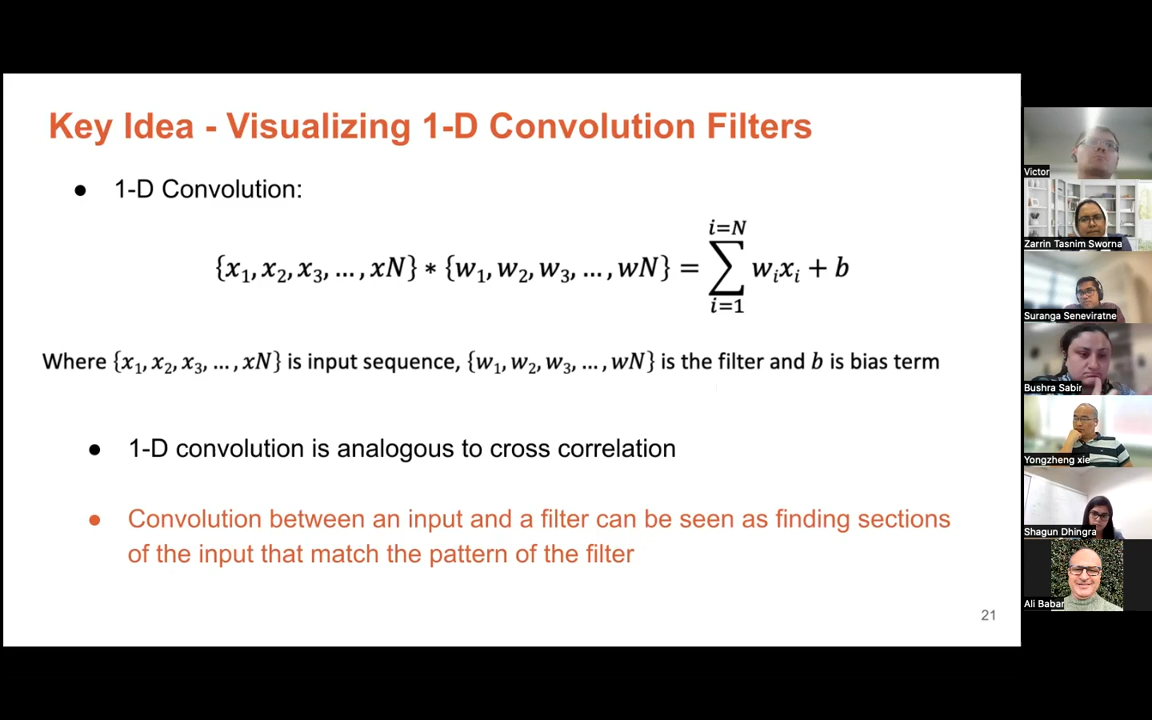 Key Idea - Visualizing 1-D Convolution Filters
● 1-D Convolution:
{x₁, x₂, x₃, ... , xN} ∗ {w₁, w₂, w₃, ... , wN} = ∑ᵢ₌₁ⁱ⁼ᴺ wᵢxᵢ + b
Where {x₁, x₂, x₃, ... , xN} is input sequence, {w₁, w₂, w₃, ... , wN} is the filter and b is bias term
● 1-D convolution is analogous to cross correlation
● Convolution between an input and a filter can be seen as finding sections
of the input that match the pattern of the filter
21
Victor
Zarrin Tasnim Sworna
Suranga Seneviratne
Bushra Sabir
Yongzheng xie
Shagun Dhingra
Ali Babar